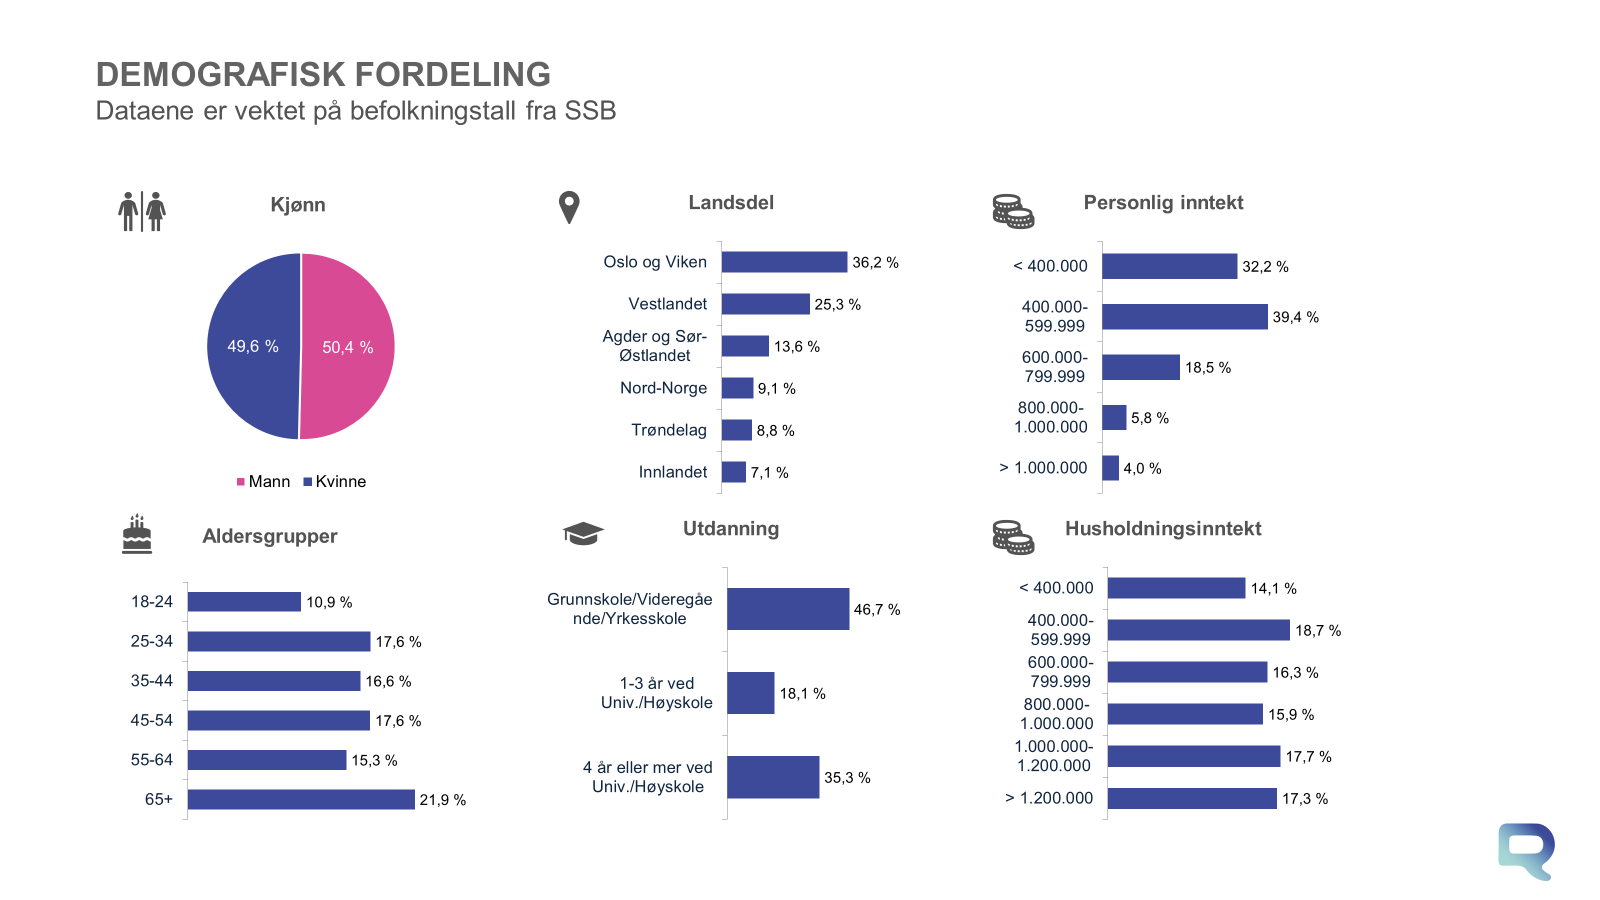 DEMOGRAFISK FORDELING
Dataene er vektet på befolkningstall fra SSB
Kjønn
49,6 %
50,4 %
Mann
Kvinne
Landsdel
Oslo og Viken
36,2 %
Vestlandet
25,3 %
Agder og Sør-
Østlandet
13,6 %
Nord-Norge
9,1 %
Trøndelag
8,8 %
Innlandet
7,1 %
Personlig inntekt
< 400.000
32,2 %
400.000-
599.999
39,4 %
600.000-
799.999
18,5 %
800.000-
1.000.000
5,8 %
> 1.000.000
4,0 %
Aldersgrupper
18-24
10,9 %
25-34
17,6 %
35-44
16,6 %
45-54
17,6 %
55-64
15,3 %
65+
21,9 %
Utdanning
Grunnskole/Videregåe
nde/Yrkesskole
46,7 %
1-3 år ved
Univ./Høyskole
18,1 %
4 år eller mer ved
Univ./Høyskole
35,3 %
Husholdningsinntekt
< 400.000
14,1 %
400.000-
599.999
18,7 %
600.000-
799.999
16,3 %
800.000-
1.000.000
15,9 %
1.000.000-
1.200.000
17,7 %
> 1.200.000
17,3 %